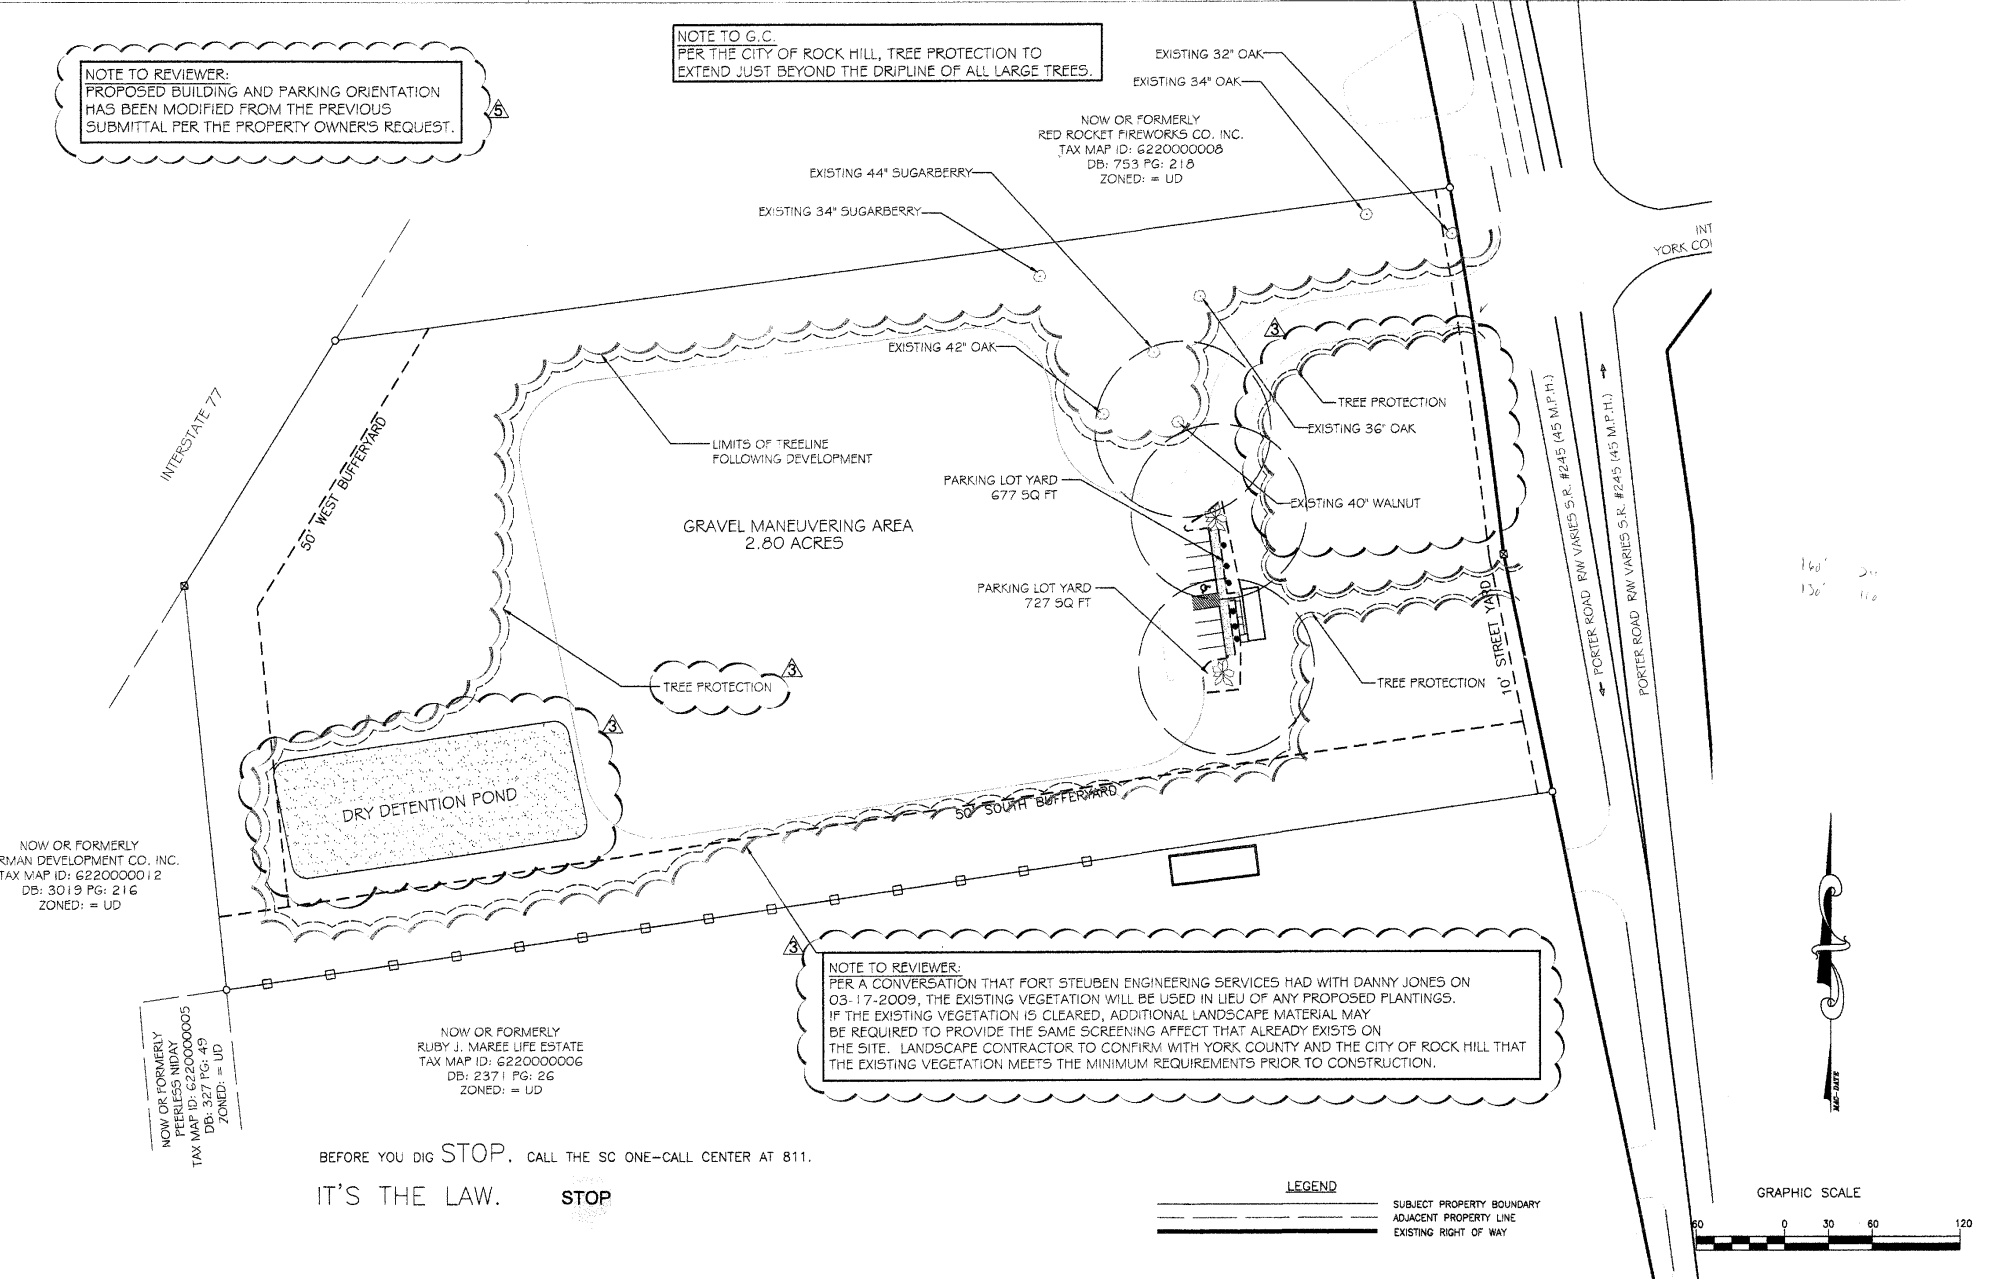 NOTE TO REVIEWER:
PROPOSED BUILDING AND PARKING ORIENTATION
HAS BEEN MODIFIED FROM THE PREVIOUS
SUBMITTAL PER THE PROPERTY OWNER'S REQUEST.
5
NOTE TO G.C.
PER THE CITY OF ROCK HILL, TREE PROTECTION TO
EXTEND JUST BEYOND THE DRIPLINE OF ALL LARGE TREES.
EXISTING 32" OAK
EXISTING 34" OAK
NOW OR FORMERLY
RED ROCKET FIREWORKS CO. INC.
TAX MAP ID: 6220000008
DB: 753 PG: 218
ZONED: = UD
EXISTING 44" SUGARBERRY
EXISTING 34" SUGARBERRY
INT
YORK CO
3
EXISTING 42" OAK
INTERSTATE 77
50' WEST BUFFERYARD
LIMITS OF TREELINE
FOLLOWING DEVELOPMENT
TREE PROTECTION
EXISTING 36" OAK
PARKING LOT YARD
677 SQ FT
EXISTING 40" WALNUT
GRAVEL MANEUVERING AREA
2.80 ACRES
PARKING LOT YARD
727 SQ FT
PORTER ROAD R/W VARIES S.R. #245 (45 M.P.H.)
PORTER ROAD R/W VARIES S.R. #245 (45 M.P.H.)
10' STREET YARD
TREE PROTECTION
3
TREE PROTECTION
3
DRY DETENTION POND
50' SOUTH BUFFERYARD
NOW OR FORMERLY
RMAN DEVELOPMENT CO. INC.
TAX MAP ID: 6220000012
DB: 3019 PG: 216
ZONED: = UD
3
NOTE TO REVIEWER:
PER A CONVERSATION THAT FORT STEUBEN ENGINEERING SERVICES HAD WITH DANNY JONES ON
03-17-2009, THE EXISTING VEGETATION WILL BE USED IN LIEU OF ANY PROPOSED PLANTINGS.
IF THE EXISTING VEGETATION IS CLEARED, ADDITIONAL LANDSCAPE MATERIAL MAY
BE REQUIRED TO PROVIDE THE SAME SCREENING AFFECT THAT ALREADY EXISTS ON
THE SITE. LANDSCAPE CONTRACTOR TO CONFIRM WITH YORK COUNTY AND THE CITY OF ROCK HILL THAT
THE EXISTING VEGETATION MEETS THE MINIMUM REQUIREMENTS PRIOR TO CONSTRUCTION.
NOW OR FORMERLY
PEERLESS NIDAY
TAX MAP ID: 6220000005
DB: 327 PG: 49
ZONED: = UD
NOW OR FORMERLY
RUBY J. MAREE LIFE ESTATE
TAX MAP ID: 6220000006
DB: 2371 PG: 26
ZONED: = UD
MAG-DATE
BEFORE YOU DIG STOP. CALL THE SC ONE-CALL CENTER AT 811.
IT'S THE LAW.
STOP
LEGEND
SUBJECT PROPERTY BOUNDARY
ADJACENT PROPERTY LINE
EXISTING RIGHT OF WAY
GRAPHIC SCALE
60 0 30 60 120